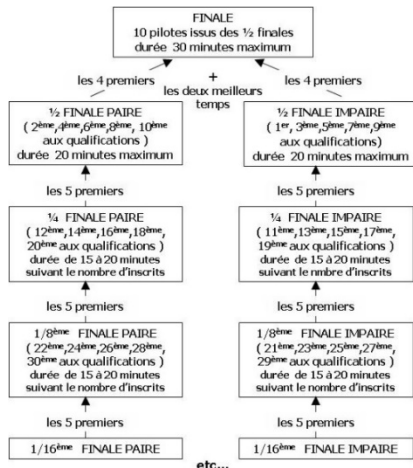 FINALE
10 pilotes issus des ½ finales
durée 30 minutes maximum
les 4 premiers
+
les deux meilleurs
temps
les 4 premiers
½ FINALE PAIRE
( 2ème,4ème,6ème,8ème, 10ème
aux qualifications )
durée 20 minutes maximum
½ FINALE IMPAIRE
( 1er, 3ème,5ème,7ème,9ème
aux qualifications)
durée 20 minutes maximum
les 5 premiers
les 5 premiers
¼ FINALE PAIRE
( 12ème,14ème,16ème,18ème,
20ème aux qualifications )
durée de 15 à 20 minutes
suivant le nombre d'inscrits
¼ FINALE IMPAIRE
( 11ème,13ème,15ème,17ème,
19ème aux qualifications )
durée de 15 à 20 minutes
suivant le nmbre d'inscrits
les 5 premiers
les 5 premiers
1/8ème FINALE PAIRE
(22ème,24ème,26ème,28ème,
30ème aux qualifications )
durée de 15 à 20 minutes
suivant le nombre d'inscrits
1/8ème FINALE IMPAIRE
(21ème,23ème,25ème,27ème,
29ème aux qualifications )
durée de 15 à 20 minutes
suivant le nombre d'inscrits
les 5 premiers
les 5 premiers
1/16ème FINALE PAIRE
1/16ème FINALE IMPAIRE
etc...